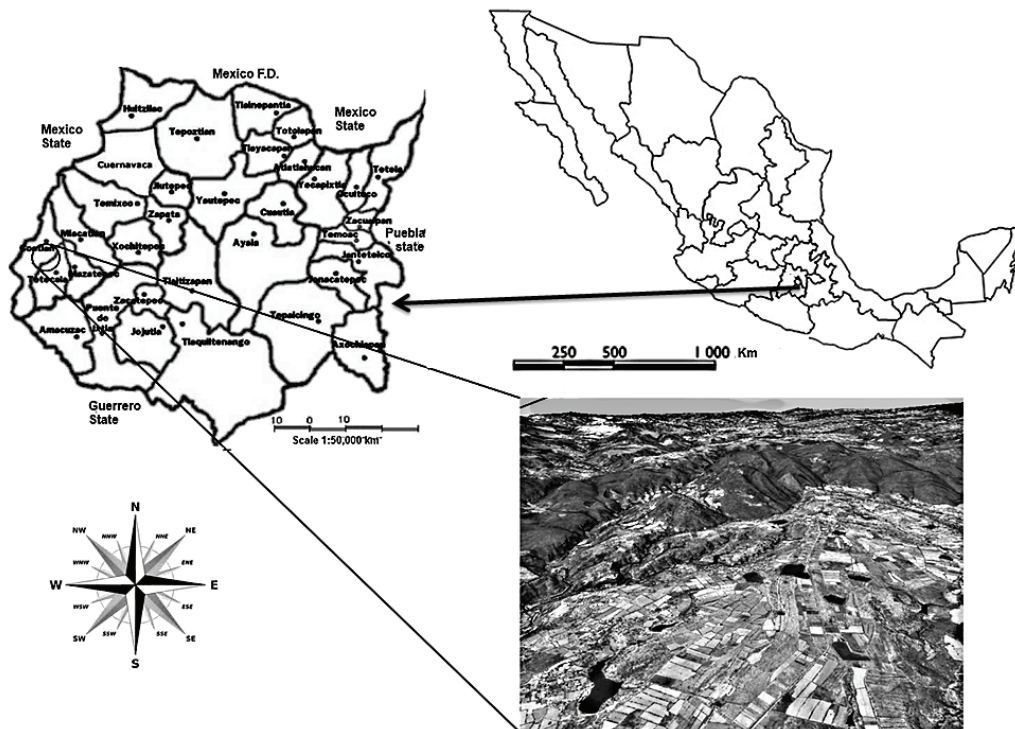 Mexico F.D.
Mexico
State
Mexico
State
Huitzilac
Tepoztlan
Tlalnepantla
Totolapan
Tlayacapan
Atlatlahucan
Cuernavaca
Jiutepec
Yautepec
Yecapixtla
Ocuituco
Tetela
Temixco
Zapata
Cuautla
Zacualpan
Temoac
Puebla
state
Miacatlan
Xochitepec
Ayala
Jantetelco
Coatlan
Mazatepec
Tetecala
Tlaltizapan
Jonacatepec
Puente
de
Ixtla
Zacatepec
Amacuzac
Jojutla
Tlaquiltenango
Tepalcingo
Axochiapan
Guerrero
State
10 0 10
Scale 1:50,000 km
250 500 1 000 Km
N
NW NNW NNE NE
WNW ENE
W E
WSW ESE
SW SSW SSE SE
S